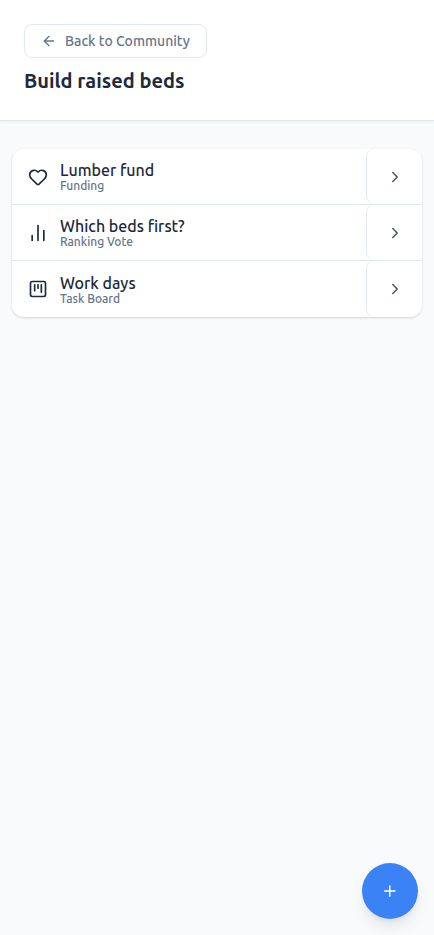 Back to Community
Build raised beds
Lumber fund
Funding
Which beds first?
Ranking Vote
Work days
Task Board